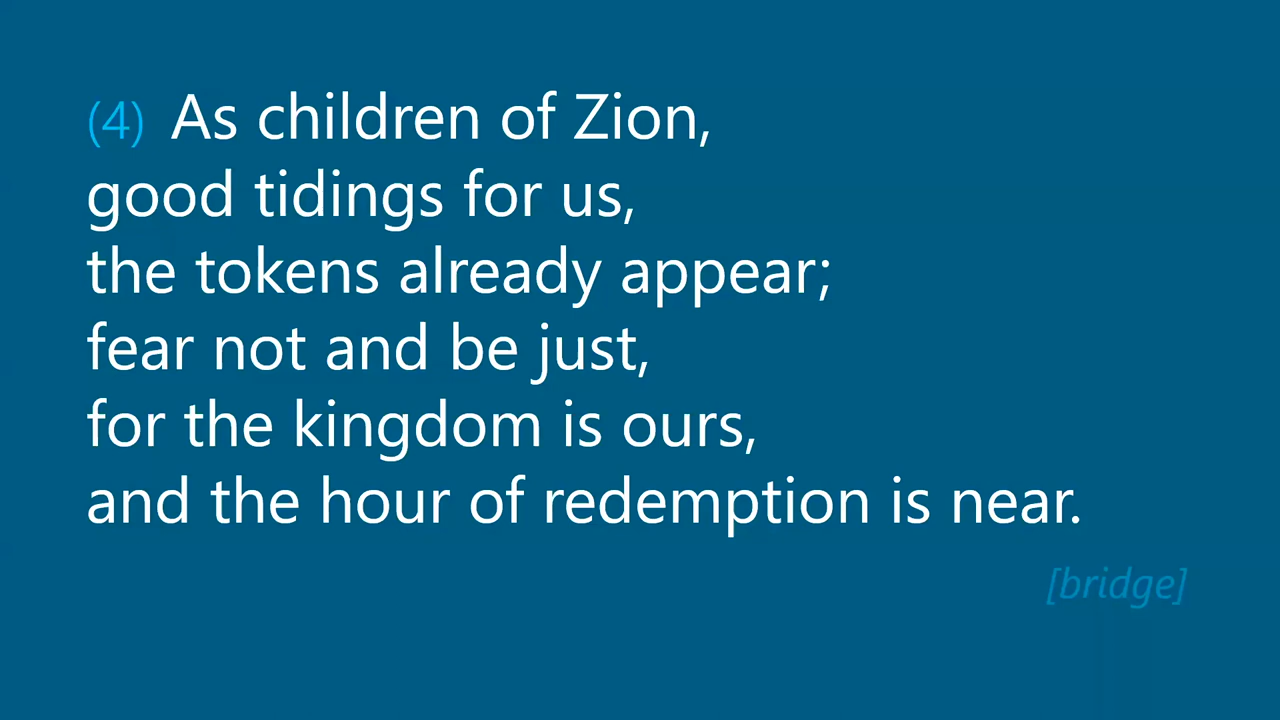 (4) As children of Zion,
good tidings for us,
the tokens already appear;
fear not and be just,
for the kingdom is ours,
and the hour of redemption is near.
[bridge]